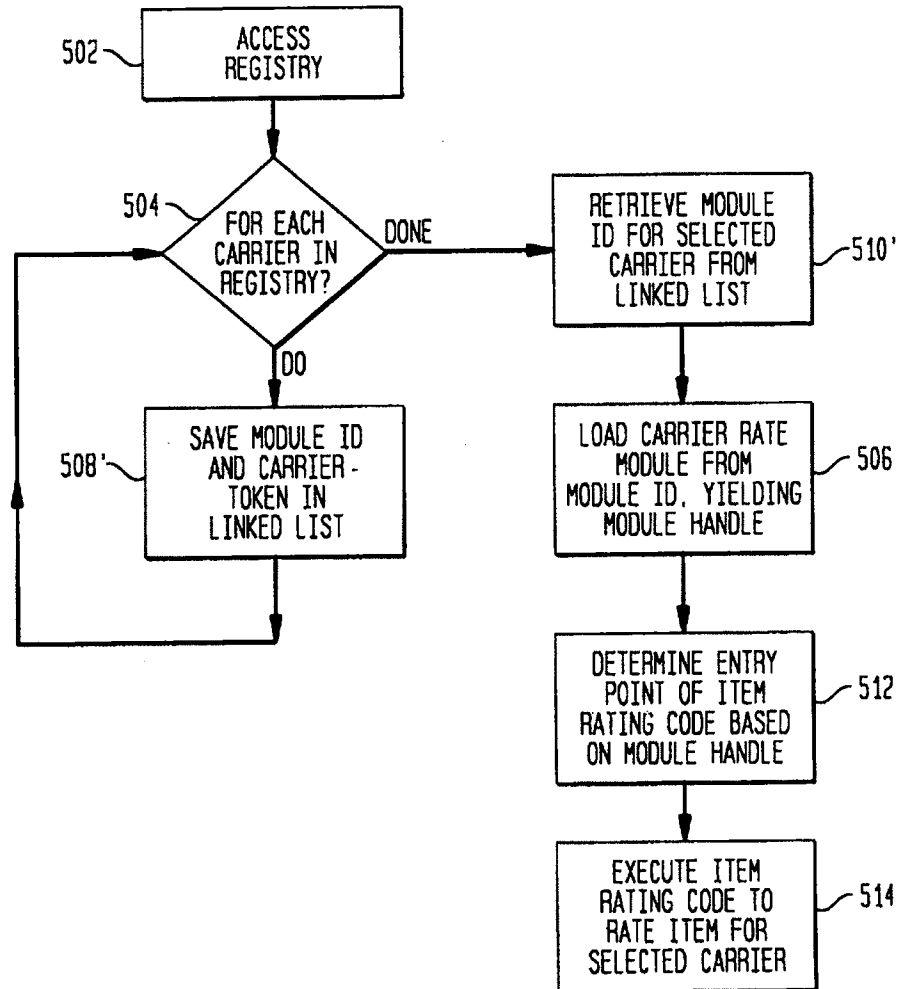 502
ACCESS
REGISTRY
504
FOR EACH
CARRIER IN
REGISTRY?
DONE
DO
508'
SAVE MODULE ID
AND CARRIER-
TOKEN IN
LINKED LIST
RETRIEVE MODULE
ID FOR SELECTED
CARRIER FROM
LINKED LIST
510'
LOAD CARRIER RATE
MODULE FROM
MODULE ID, YIELDING
MODULE HANDLE
506
DETERMINE ENTRY
POINT OF ITEM
RATING CODE BASED
ON MODULE HANDLE
512
EXECUTE ITEM
RATING CODE TO
RATE ITEM FOR
SELECTED CARRIER
514